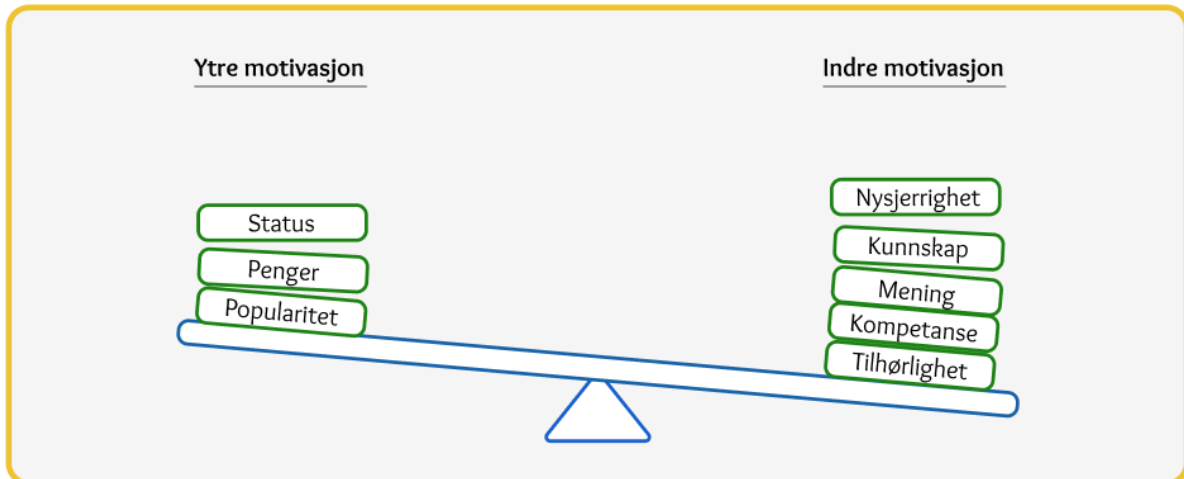 Ytre motivasjon
Status
Penger
Popularitet
Indre motivasjon
Nysjerrighet
Kunnskap
Mening
Kompetanse
Tilhørlighet